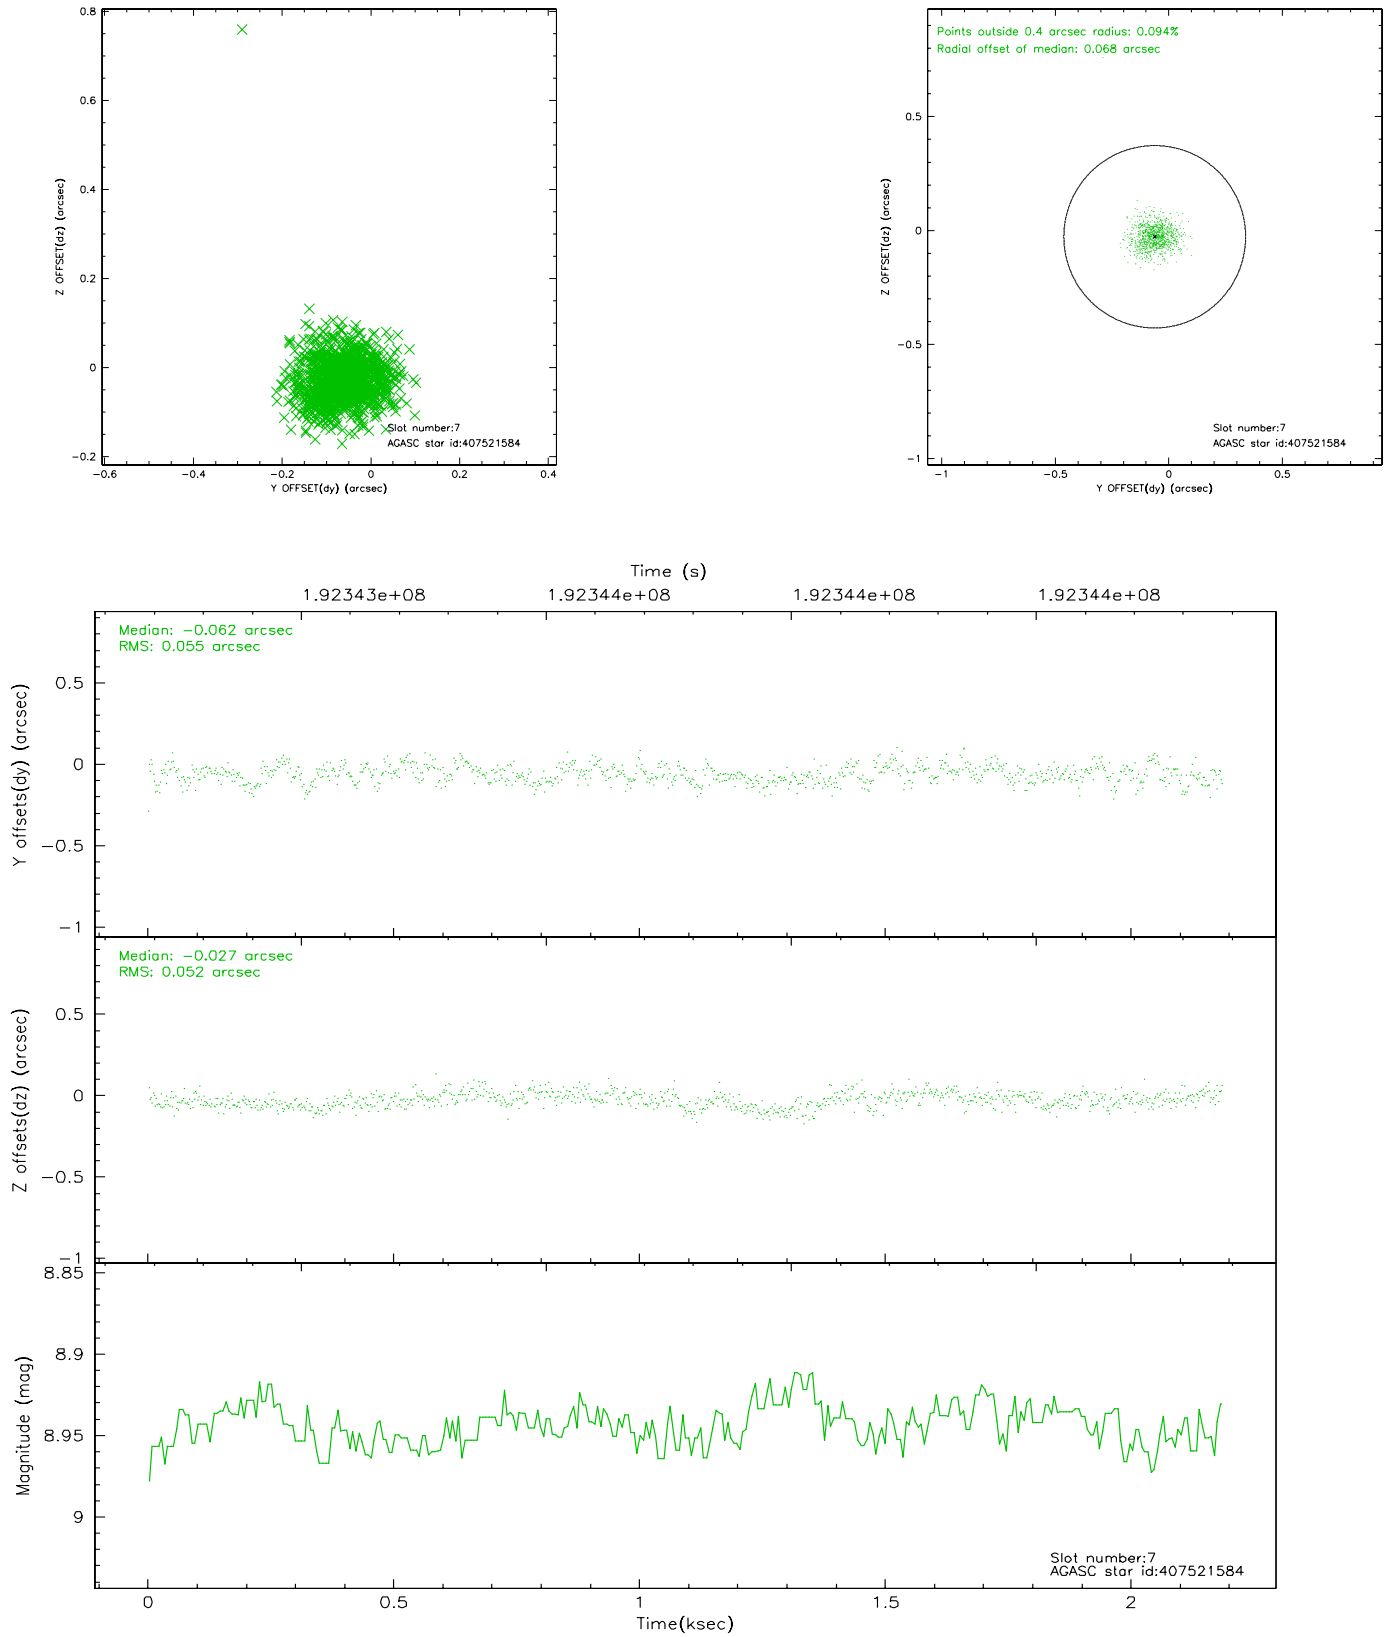 0.8
0.6
0.4
0.2
0
−0.2
−0.6
−0.4
−0.2
0
0.2
0.4
Z OFFSET(dz) (arcsec)
Y OFFSET(dy) (arcsec)
Slot number:7
AGASC star id:407521584
Points outside 0.4 arcsec radius: 0.094%
Radial offset of median: 0.068 arcsec
0.5
0
−0.5
−1
−1
−0.5
0
0.5
Z OFFSET(dz) (arcsec)
Y OFFSET(dy) (arcsec)
Slot number:7
AGASC star id:407521584
Time (s)
1.92343e+08
1.92344e+08
1.92344e+08
1.92344e+08
Median: −0.062 arcsec
RMS: 0.055 arcsec
0.5
0
−0.5
−1
Y offsets(dy) (arcsec)
Median: −0.027 arcsec
RMS: 0.052 arcsec
0.5
0
−0.5
−1
Z offsets(dz) (arcsec)
8.85
8.9
8.95
9
Magnitude (mag)
Slot number:7
AGASC star id:407521584
0
0.5
1
1.5
2
Time(ksec)